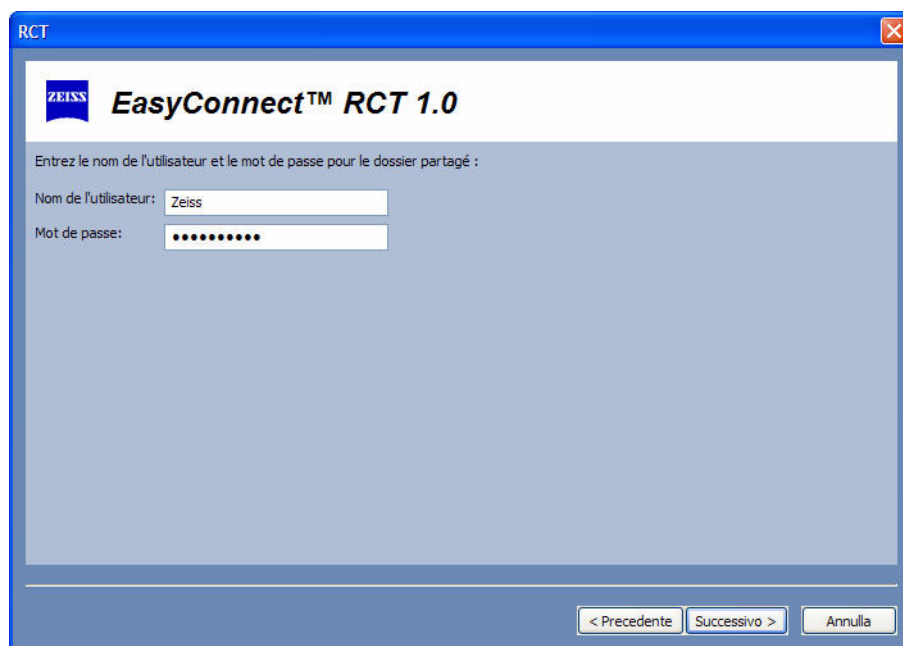 RCT
ZEISS
EasyConnect™ RCT 1.0
Entrez le nom de l'utilisateur et le mot de passe pour le dossier partagé :
Nom de l'utilisateur: Zeiss
Mot de passe: ●●●●●●●●●●
< Precedente Successivo > Annulla